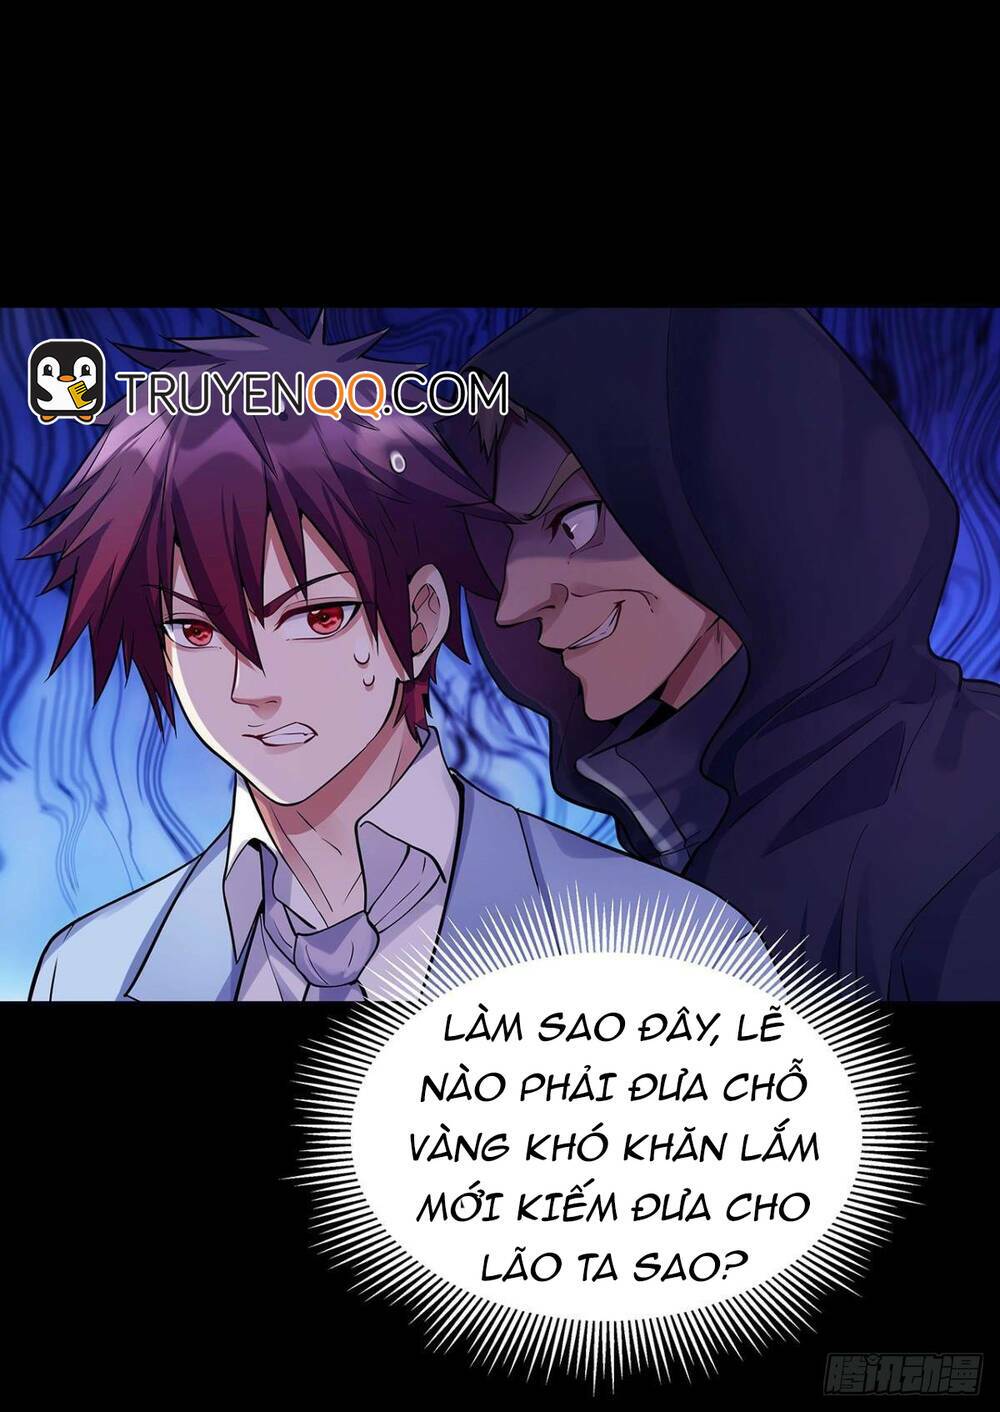 TRUYENQQ.COM
LÀM SAO ĐÂY, LẼ
NÀO PHẢI ĐƯA CHỖ
VÀNG KHÓ KHĂN LẮM
MỚI KIẾM ĐƯA CHO
LÃO TA SAO?
腾讯动漫